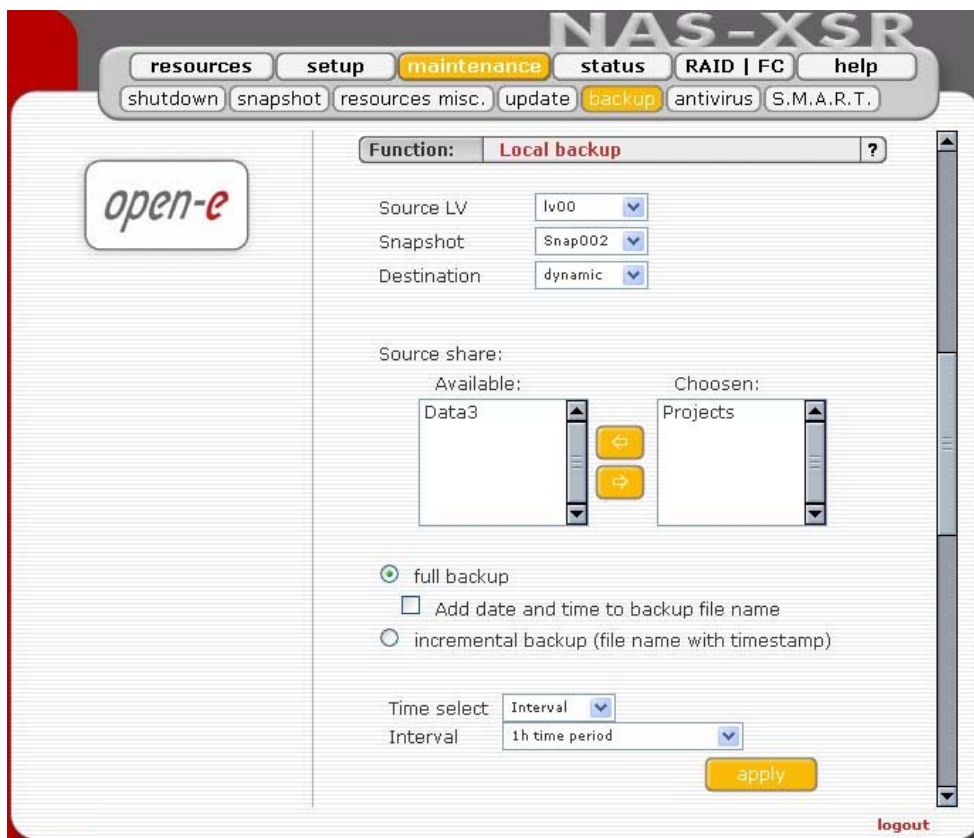 NAS-XSR
resources setup maintenance status RAID | FC help
shutdown snapshot resources misc. update backup antivirus S.M.A.R.T.
Function: Local backup ?
open-e
Source LV lv00
Snapshot Snap002
Destination dynamic
Source share:
Available: Choosen:
Data3 Projects
full backup
Add date and time to backup file name
incremental backup (file name with timestamp)
Time select Interval
Interval 1h time period
apply
logout